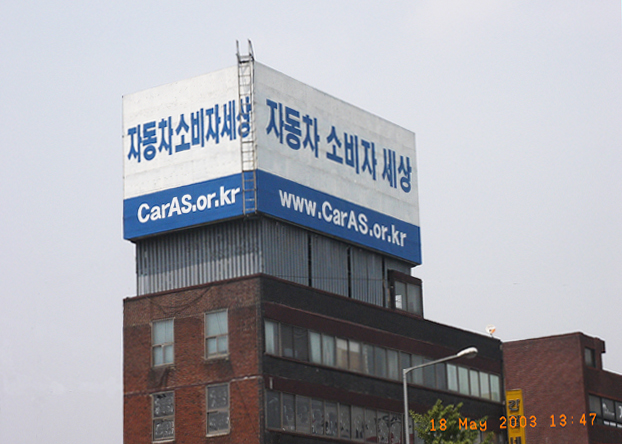 자동차소비자세상
CarAS.or.kr
자동차 소비자 세상
www.CarAS.or.kr
18 May 2003 13:47